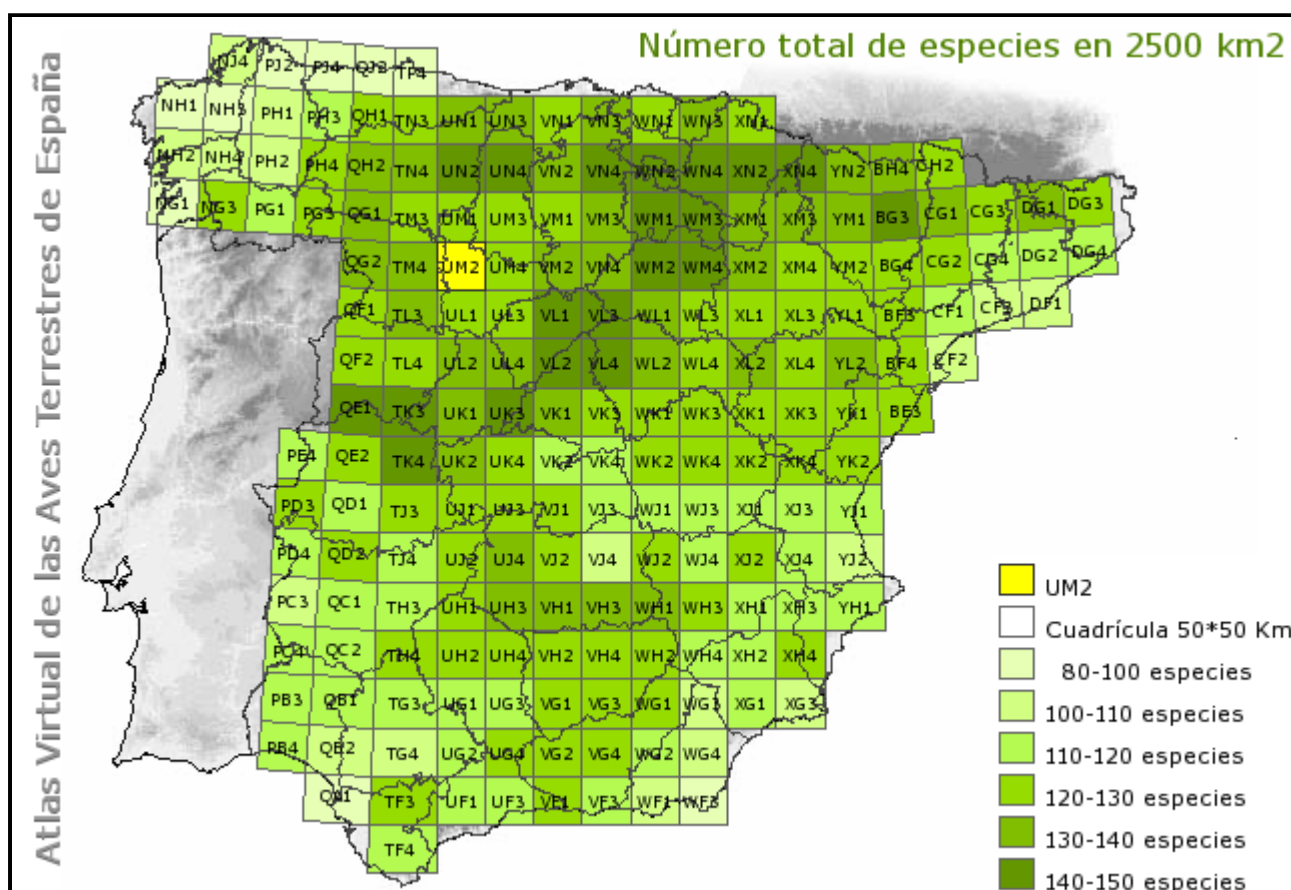 Número total de especies en 2500 km2
Atlas Virtual de las Aves Terrestres de España
NJ4 PJ2 PJ4 QJ2 TP4
NH1 NH3 PH1 PH3 QH1 TN3 UN1 UN3 VN1 VN3 WN1 WN3 XN1
NH2 NH4 PH2 PH4 QH2 TN4 UN2 UN4 VN2 VN4 WN2 WN4 XN2 XN4 YN2 BH4 CH2
NG1 NG3 PG1 PG3 QG1 TM3 UM1 UM3 VM1 VM3 WM1 WM3 XM1 XM3 YM1 BG3 CG1 CG3 DG1 DG3
QG2 TM4 UM2 UM4 VM2 VN4 WM2 WM4 XM2 XM4 YM2 BG4 CG2 CG4 DG2 DG4
QF1 TL3 UL1 UL3 VL1 VL3 WL1 WL3 XL1 XL3 YL1 BF3 CF1 CF3 DF1
QF2 TL4 UL2 UL4 VL2 VL4 WL2 WL4 XL2 XL4 YL2 BF4 CF2
QE1 TK3 UK1 UK3 VK1 VK3 WK1 WK3 XK1 XK3 YK1 BE3
PE4 QE2 TK4 UK2 UK4 VK2 VK4 WK2 WK4 XK2 XK4 YK2
PD3 QD1 TJ3 UJ1 UJ3 VJ1 VJ3 WJ1 WJ3 XJ1 XJ3 YJ1
PD4 QD2 TJ4 UJ2 UJ4 VJ2 VJ4 WJ2 WJ4 XJ2 XJ4 YJ2
PC3 QC1 TH3 UH1 UH3 VH1 VH3 WH1 WH3 XH1 XH3 YH1
PC4 QC2 TH4 UH2 UH4 VH2 VH4 WH2 WH4 XH2 XH4
PB3 QB1 TG3 UG1 UG3 VG1 VG3 WG1 WG3 XG1 XG3
PB4 QB2 TG4 UG2 UG4 VG2 VG4 WG2 WG4
QA1 TF3 UF1 UF3 VF1 VF3 WF1 WF3
TF4
UM2
Cuadrícula 50*50 Km
80-100 especies
100-110 especies
110-120 especies
120-130 especies
130-140 especies
140-150 especies